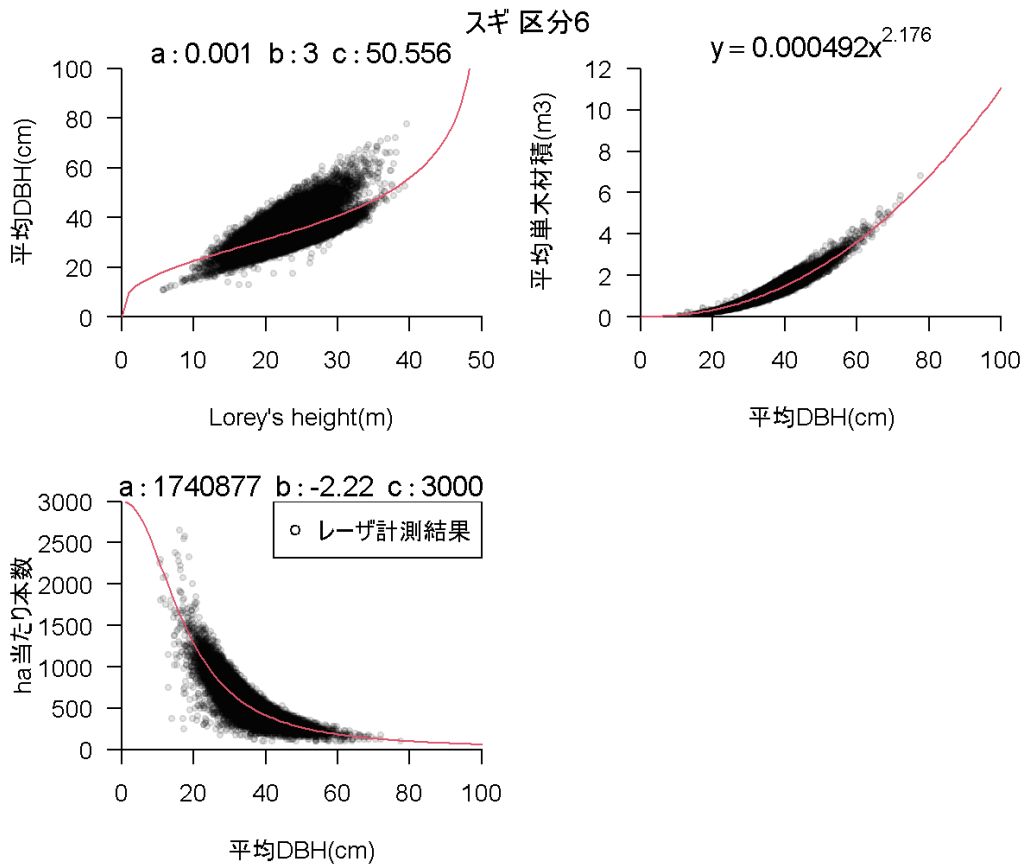 スギ 区分6
a : 0.001 b : 3 c : 50.556
100
80
60
40
20
0
平均DBH(cm)
0 10 20 30 40 50
Lorey's height(m)
y = 0.000492x^2.176
12
10
8
6
4
2
0
平均単木材積(m3)
0 20 40 60 80 100
平均DBH(cm)
a : 1740877 b : -2.22 c : 3000
3000
2500
2000
1500
1000
500
0
ha当たり本数
レーザ計測結果
0 20 40 60 80 100
平均DBH(cm)